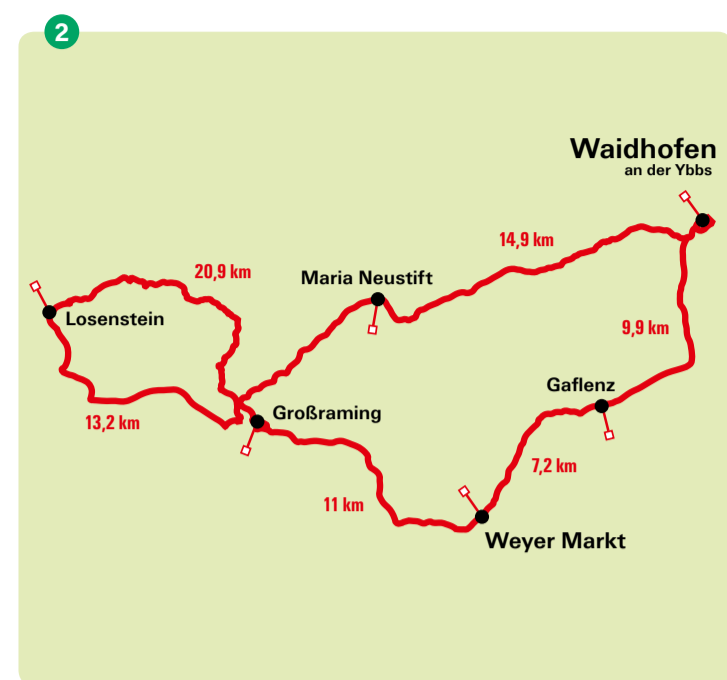 2
Waidhofen
an der Ybbs
14,9 km
20,9 km
Maria Neustift
Losenstein
9,9 km
Gaflenz
13,2 km
Großraming
7,2 km
11 km
Weyer Markt